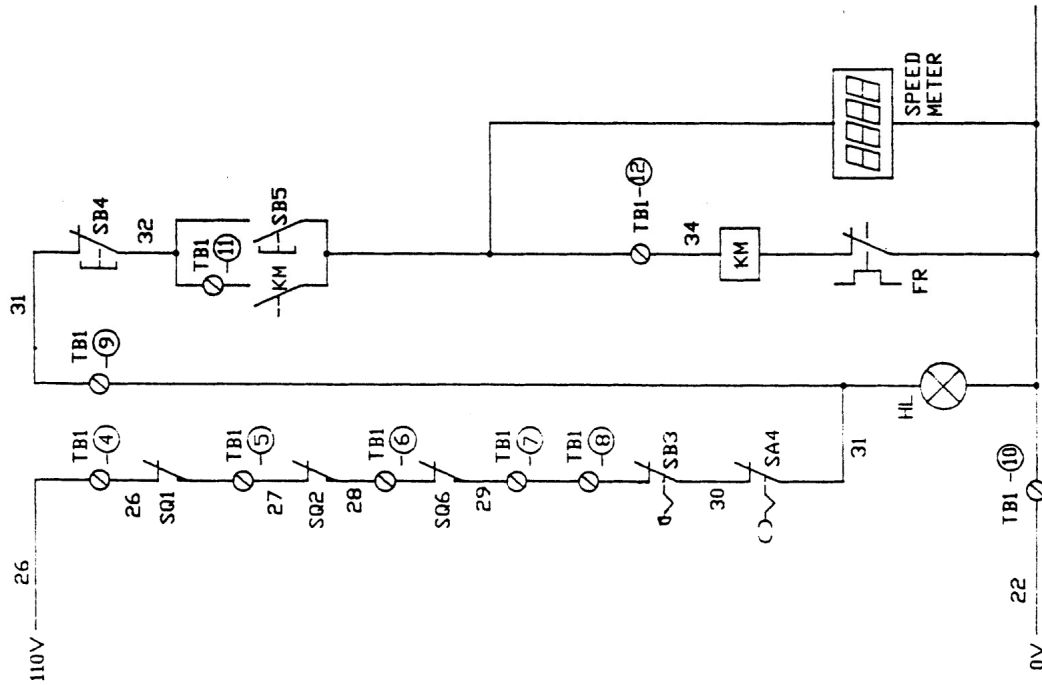 110V
26
TB1
-④
26
SQ1
TB1
-⑤
27
SQ2
TB1
-⑥
28
SQ6
TB1
-⑦
29
TB1
-⑧
SB3
30
SA4
31
TB1
-⑨
31
HL
SB4
32
TB1
-⑪
KM
SB5
TB1-⑫
34
KM
FR
SPEED
METER
0V
22
TB1-⑩